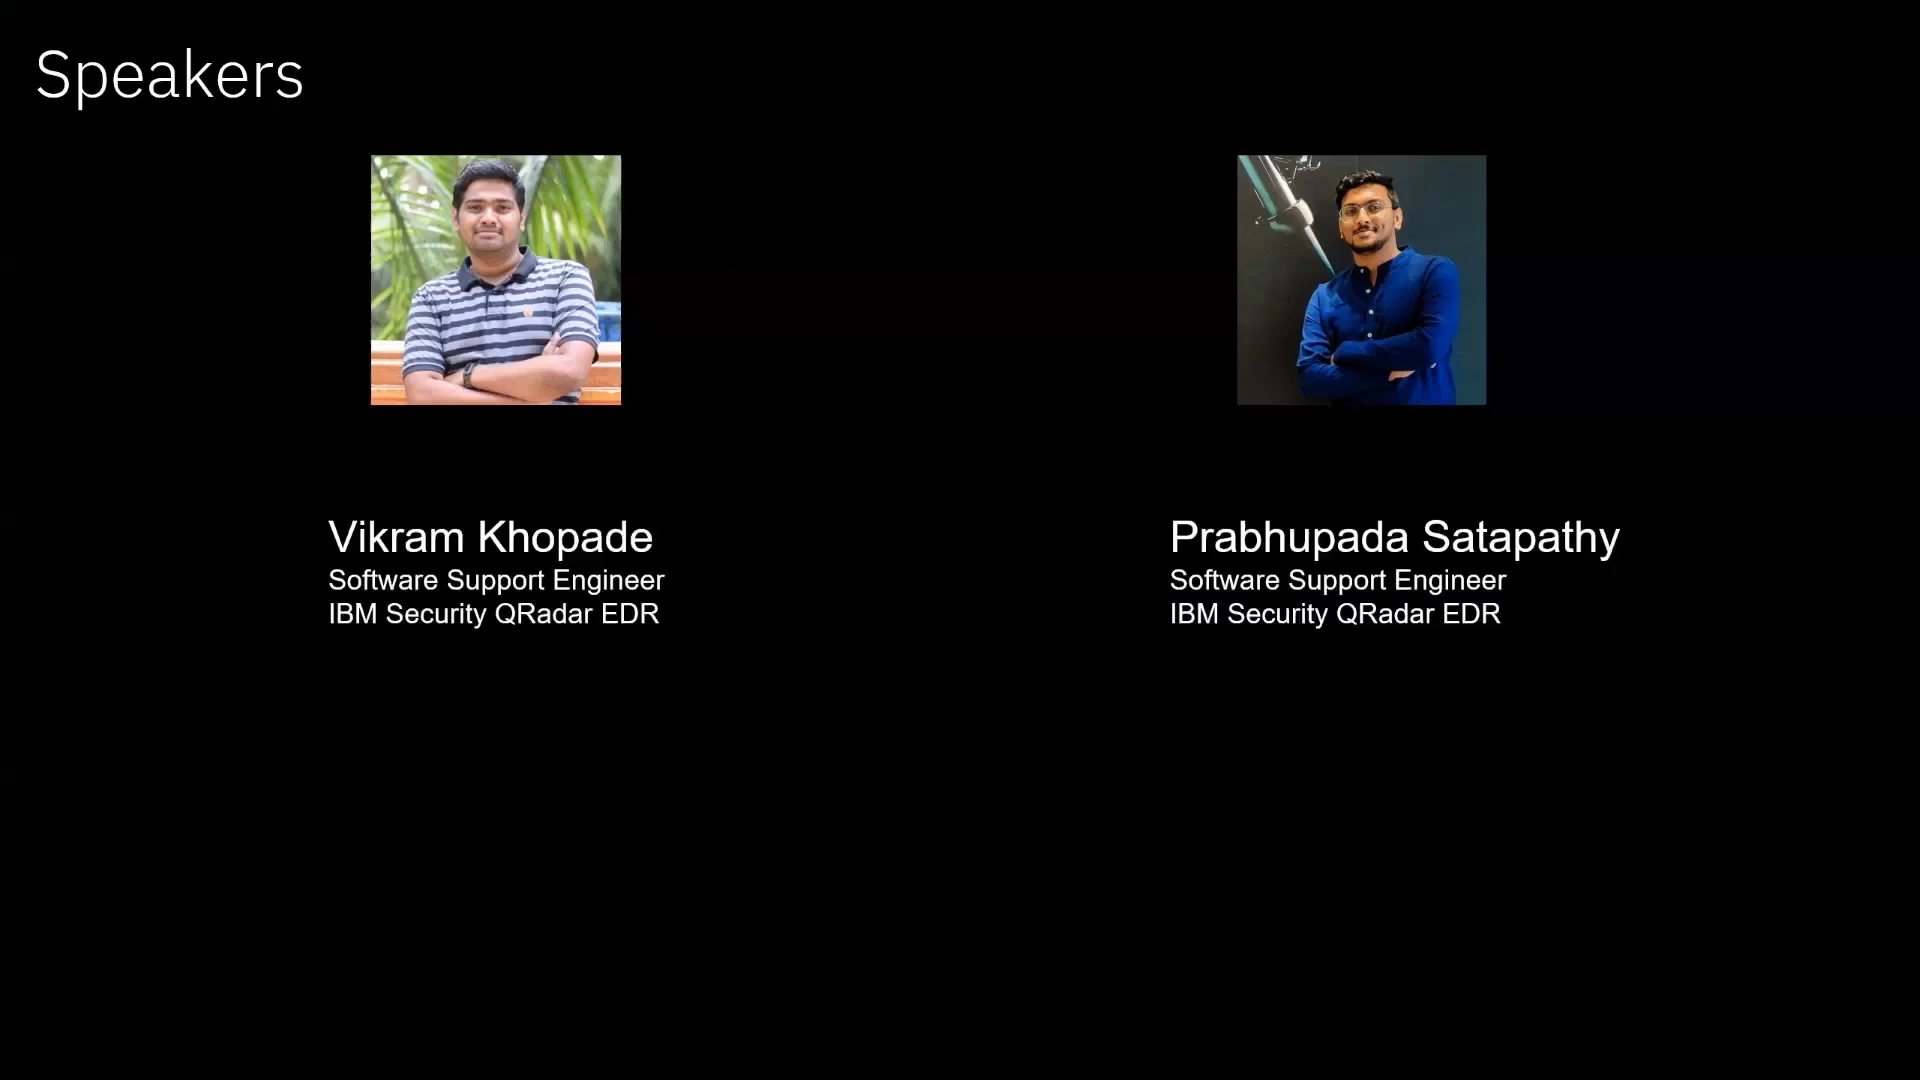 Speakers
Vikram Khopade
Software Support Engineer
IBM Security QRadar EDR
Prabhupada Satapathy
Software Support Engineer
IBM Security QRadar EDR